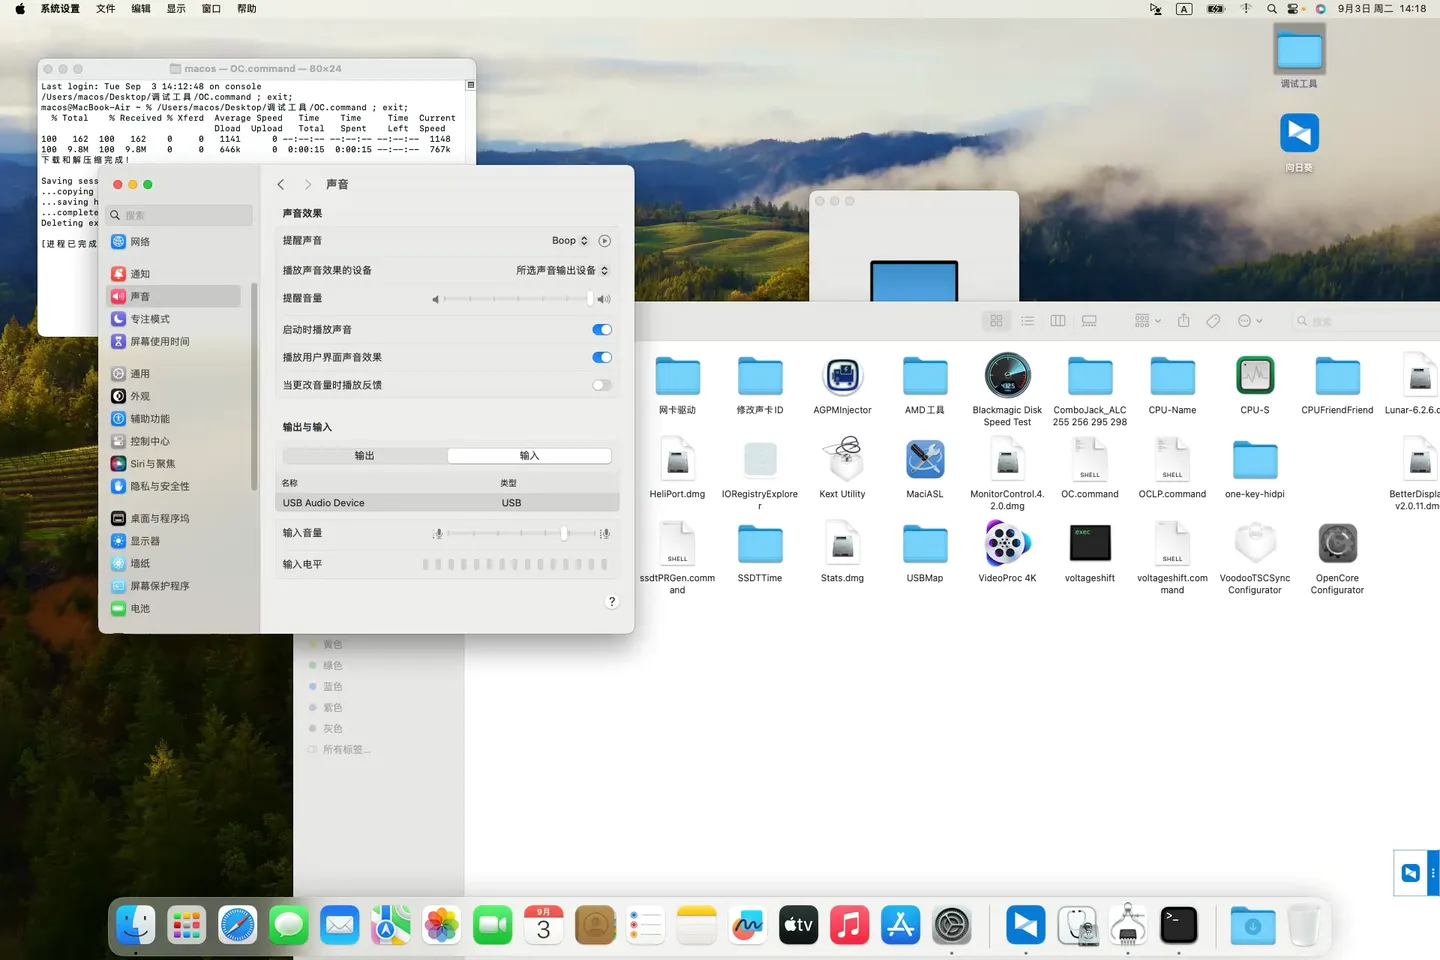 系统设置 文件 编辑 显示 窗口 帮助
A
9月3日 周二 14:18
macos — OC.command — 80×24
Last login: Tue Sep  3 14:12:48 on console
/Users/macos/Desktop/调试工具/OC.command ; exit;
macos@MacBook-Air ~ % /Users/macos/Desktop/调试工具/OC.command ; exit;
% Total    % Received % Xferd  Average Speed   Time    Time     Time  Current
Dload  Upload   Total   Spent    Left  Speed
100   162  100   162    0     0   1141      0 --:--:-- --:--:-- --:--:--  1148
100  9.8M  100  9.8M    0     0   646k      0  0:00:15  0:00:15 --:--:--  767k
下载和解压缩完成！
Saving sess
...copying
...saving h
...complete
Deleting ex
[进程已完成
搜索
网络
通知
声音
专注模式
屏幕使用时间
通用
外观
辅助功能
控制中心
Siri与聚焦
隐私与安全性
桌面与程序坞
显示器
墙纸
屏幕保护程序
电池
声音
声音效果
提醒声音 Boop
播放声音效果的设备 所选声音输出设备
提醒音量
启动时播放声音
播放用户界面声音效果
当更改音量时播放反馈
输出与输入
输出 输入
名称 类型
USB Audio Device USB
输入音量
输入电平
?
调试工具
向日葵
搜索
网卡驱动
修改声卡ID
AGPMInjector
AMD工具
Blackmagic Disk
Speed Test
ComboJack_ALC
255 256 295 298
CPU-Name
CPU-S
CPUFriendFriend
Lunar-6.2.6.d
HeliPort.dmg
IORegistryExplore
r
Kext Utility
MaciASL
MonitorControl.4.
2.0.dmg
SHELL
OC.command
SHELL
OCLP.command
one-key-hidpi
BetterDispla
v2.0.11.dm
SHELL
ssdtPRGen.comm
and
SSDTTime
Stats.dmg
USBMap
VideoProc 4K
exec
voltageshift
SHELL
voltageshift.com
mand
VoodooTSCSync
Configurator
OpenCore
Configurator
黄色
绿色
蓝色
紫色
灰色
所有标签...
9月
3
tv